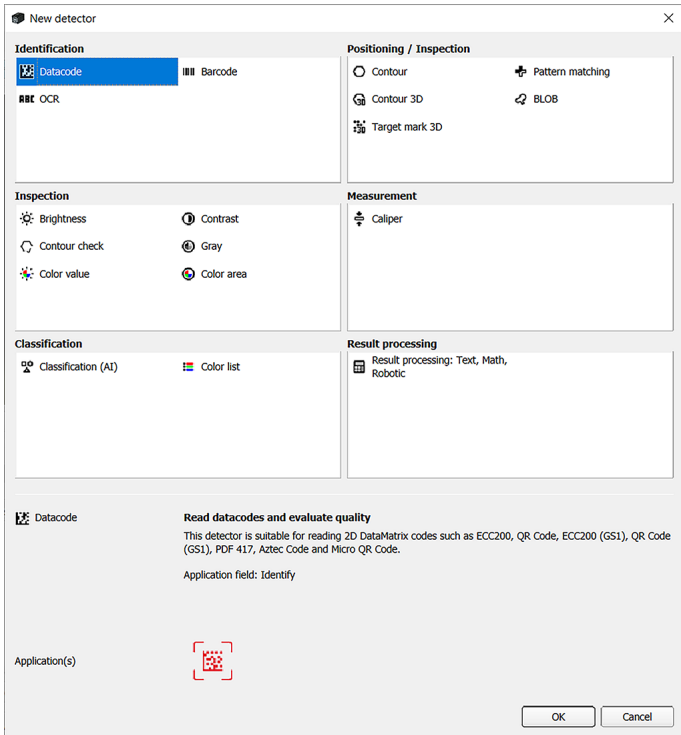 New detector
Identification
Datacode
Barcode
ABC OCR
Positioning / Inspection
Contour
Pattern matching
3D Contour 3D
BLOB
3D Target mark 3D
Inspection
Brightness
Contrast
Contour check
Gray
Color value
Color area
Measurement
Caliper
Classification
Classification (AI)
Color list
Result processing
Result processing: Text, Math,
Robotic
Datacode
Read datacodes and evaluate quality
This detector is suitable for reading 2D DataMatrix codes such as ECC200, QR Code, ECC200 (GS1), QR Code
(GS1), PDF 417, Aztec Code and Micro QR Code.
Application field: Identify
Application(s)
OK
Cancel